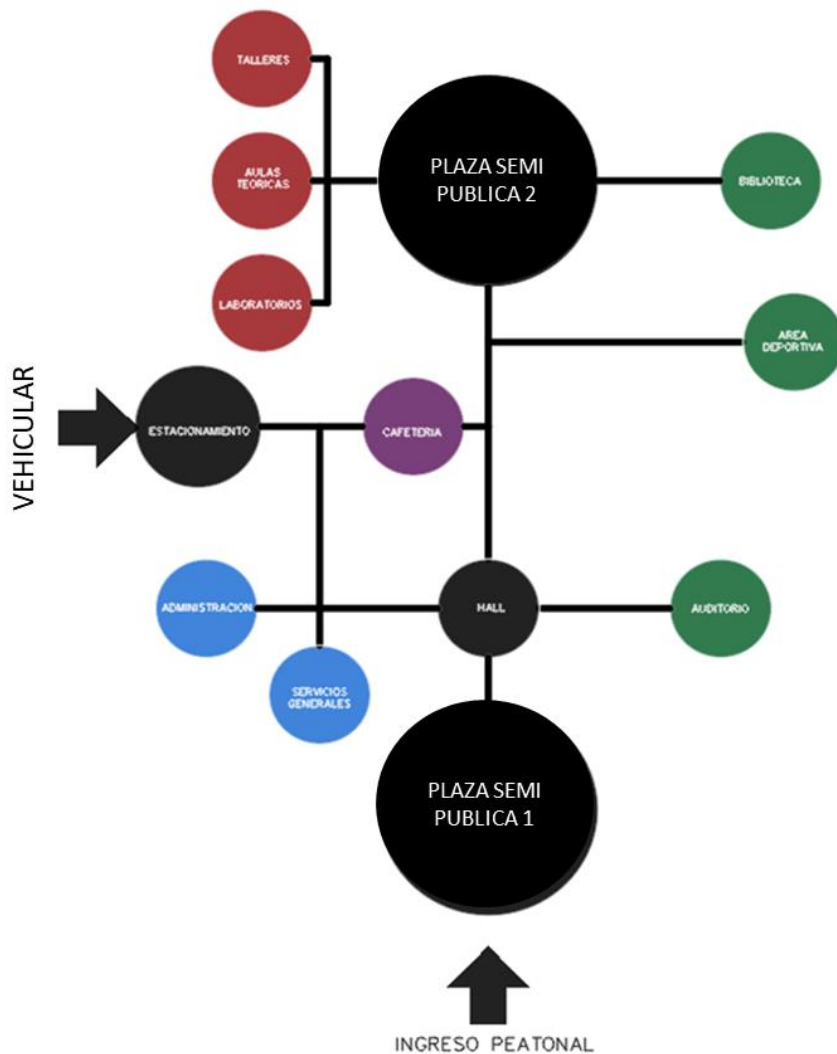 TALLERES
PLAZA SEMI
PUBLICA 2
AULAS
TEORICAS
BIBLIOTECA
LABORATORIOS
AREA
DEPORTIVA
VEHICULAR
ESTACIONAMIENTO
CAFETERIA
ADMINISTRACION
HALL
AUDITORIO
SERVICIOS
GENERALES
PLAZA SEMI
PUBLICA 1
INGRESO PEATONAL